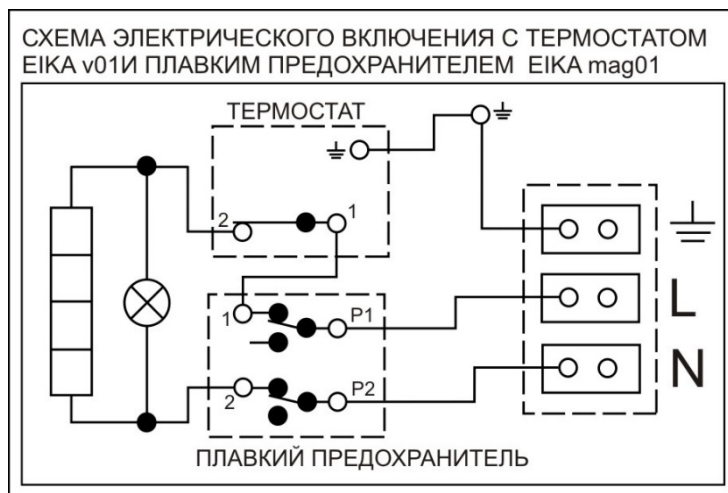 СХЕМА ЭЛЕКТРИЧЕСКОГО ВКЛЮЧЕНИЯ С ТЕРМОСТАТОМ
EIKA v01И ПЛАВКИМ ПРЕДОХРАНИТЕЛЕМ EIKA mag01
ТЕРМОСТАТ
2
1
1
P1
L
2
P2
N
ПЛАВКИЙ ПРЕДОХРАНИТЕЛЬ